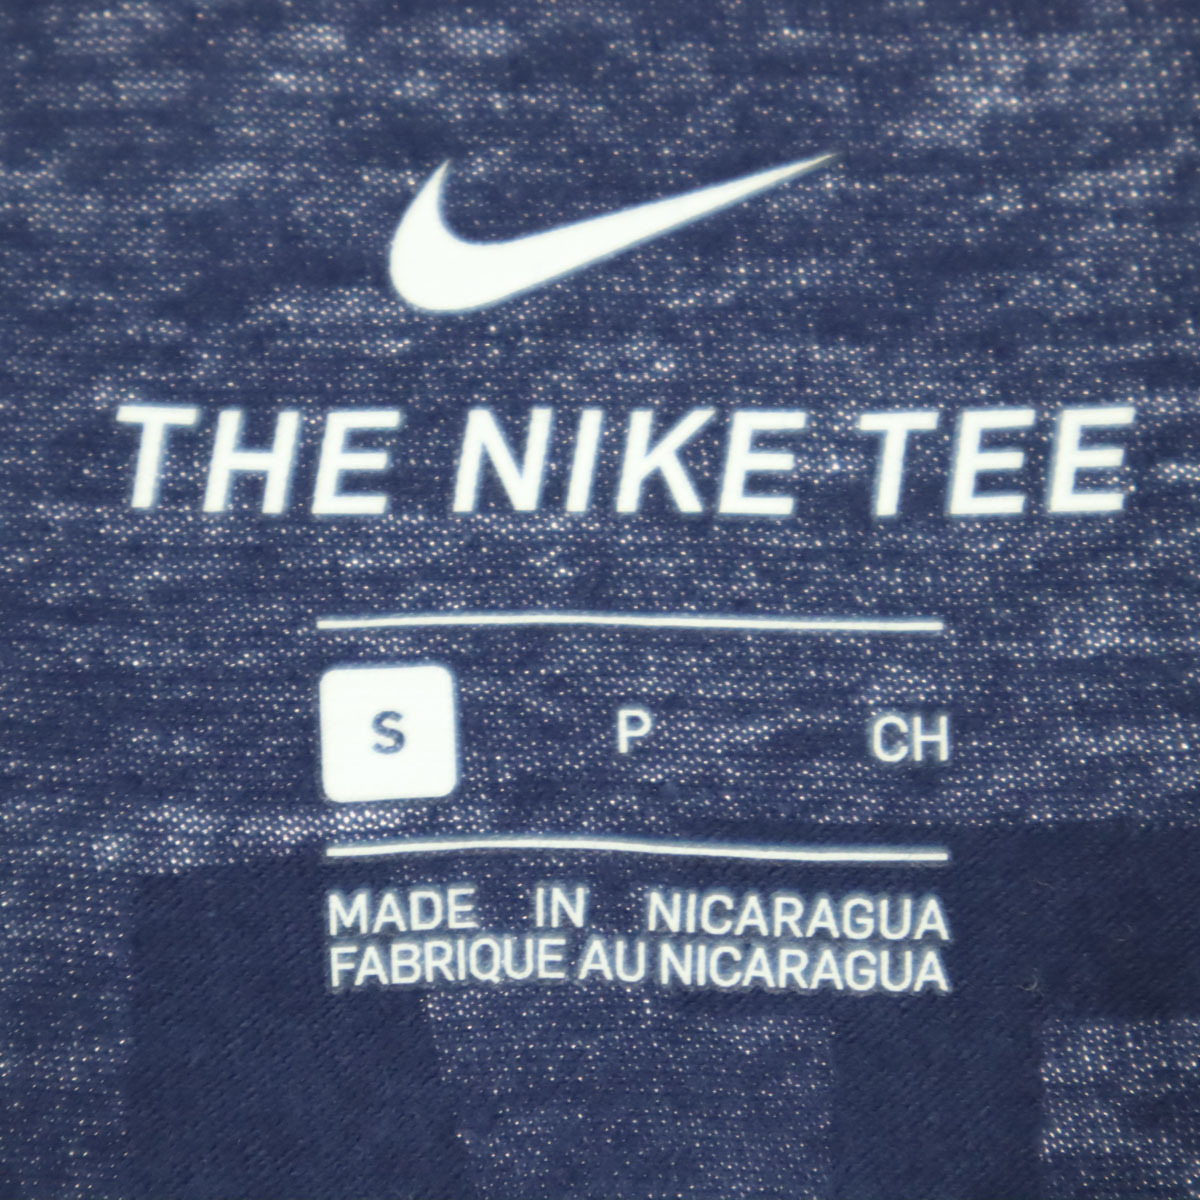 THE NIKE TEE
S P CH
MADE IN NICARAGUA
FABRIQUE AU NICARAGUA